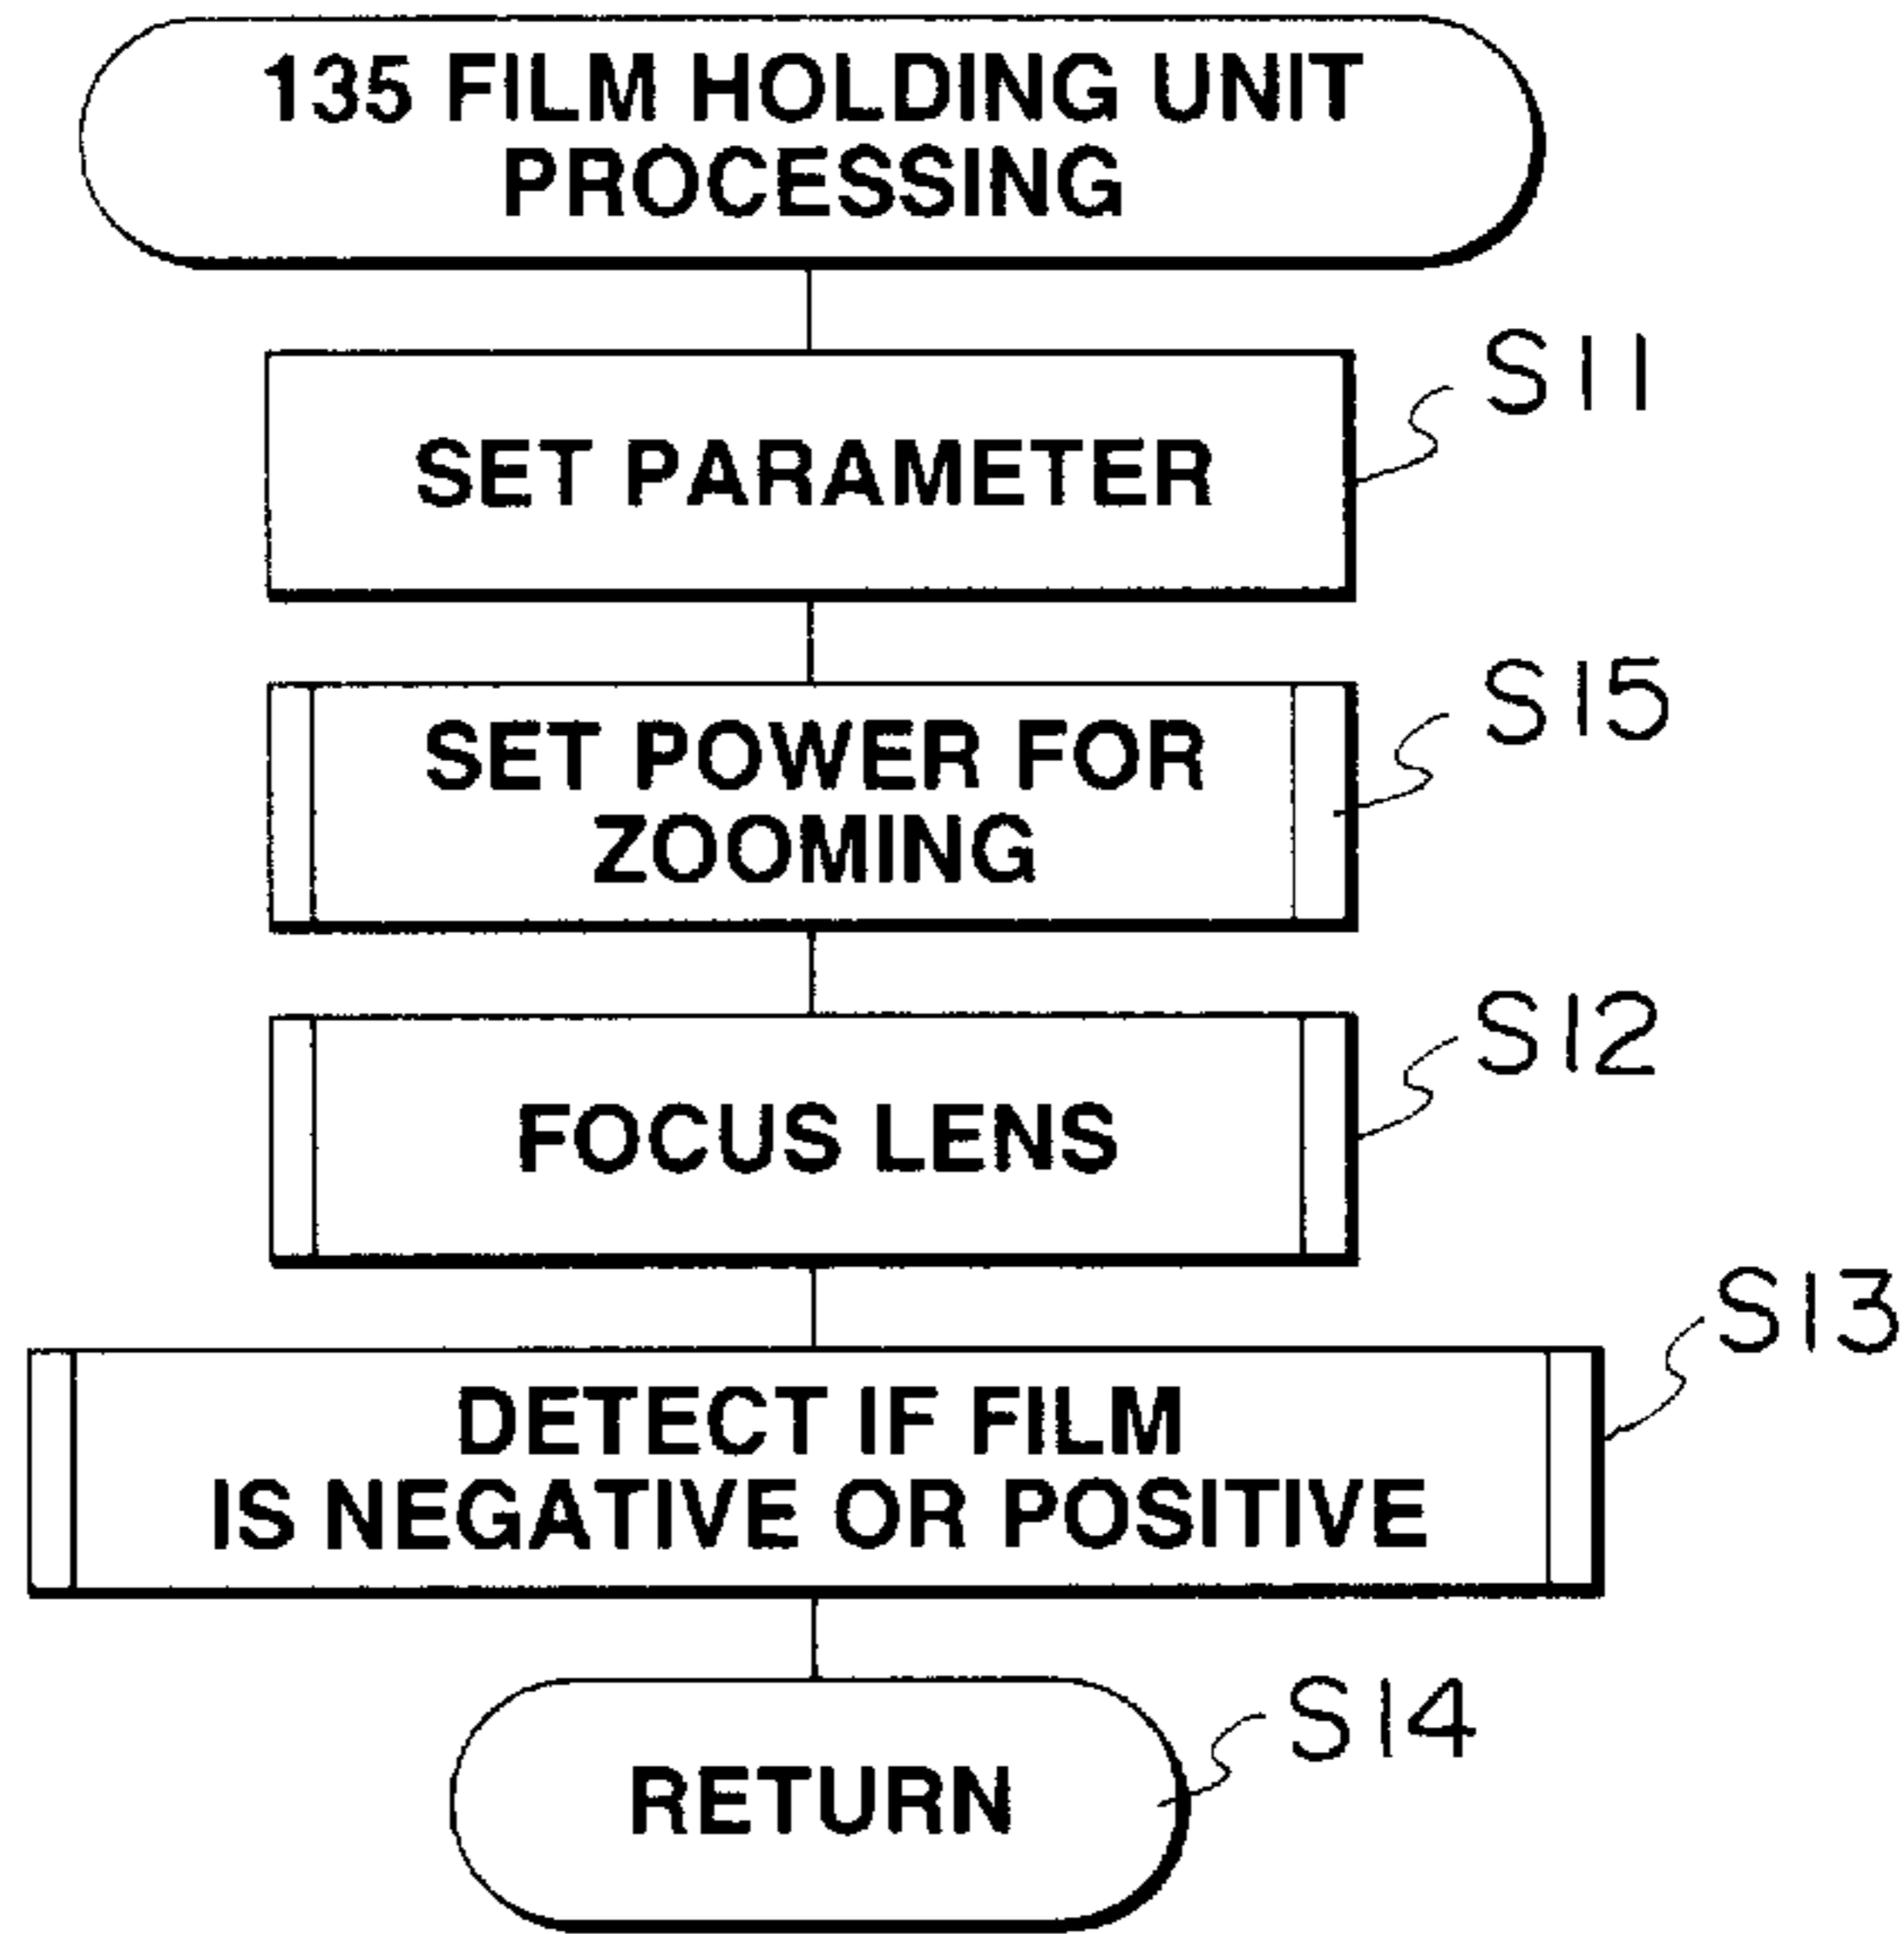 135 FILM HOLDING UNIT
PROCESSING
S11
SET PARAMETER
S15
SET POWER FOR
ZOOMING
S12
FOCUS LENS
S13
DETECT IF FILM
IS NEGATIVE OR POSITIVE
S14
RETURN